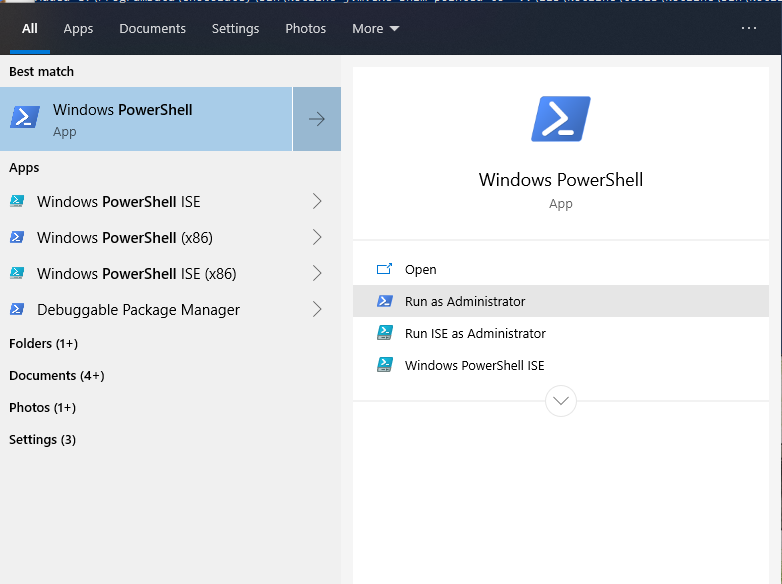 All Apps Documents Settings Photos More
Best match
Windows PowerShell
App
Apps
Windows PowerShell ISE
Windows PowerShell (x86)
Windows PowerShell ISE (x86)
Debuggable Package Manager
Folders (1+)
Documents (4+)
Photos (1+)
Settings (3)
Windows PowerShell
App
Open
Run as Administrator
Run ISE as Administrator
Windows PowerShell ISE